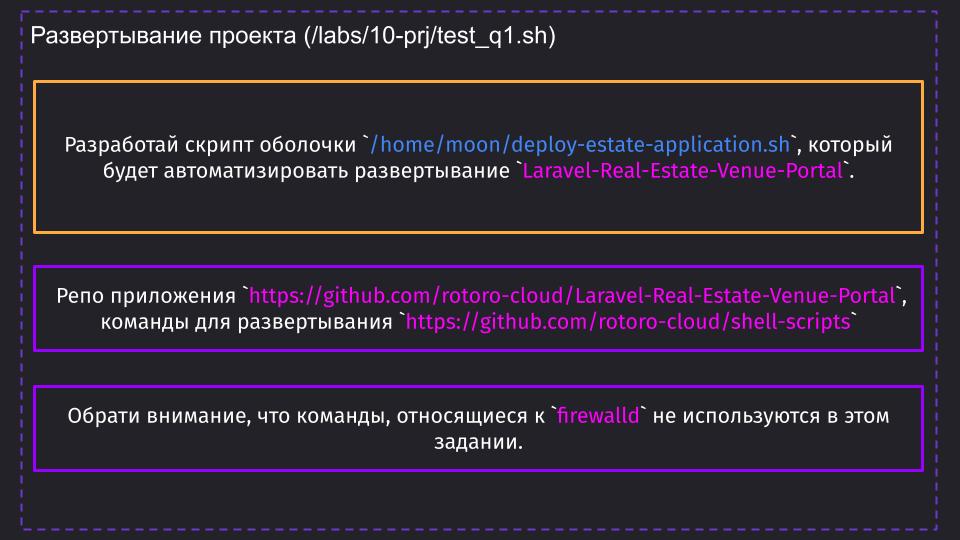 Развертывание проекта (/labs/10-prj/test_q1.sh)
Разработай скрипт оболочки `/home/moon/deploy-estate-application.sh`, который
будет автоматизировать развертывание `Laravel-Real-Estate-Venue-Portal`.
Репо приложения `https://github.com/rotoro-cloud/Laravel-Real-Estate-Venue-Portal`,
команды для развертывания `https://github.com/rotoro-cloud/shell-scripts`
Обрати внимание, что команды, относящиеся к `firewalld` не используются в этом
задании.